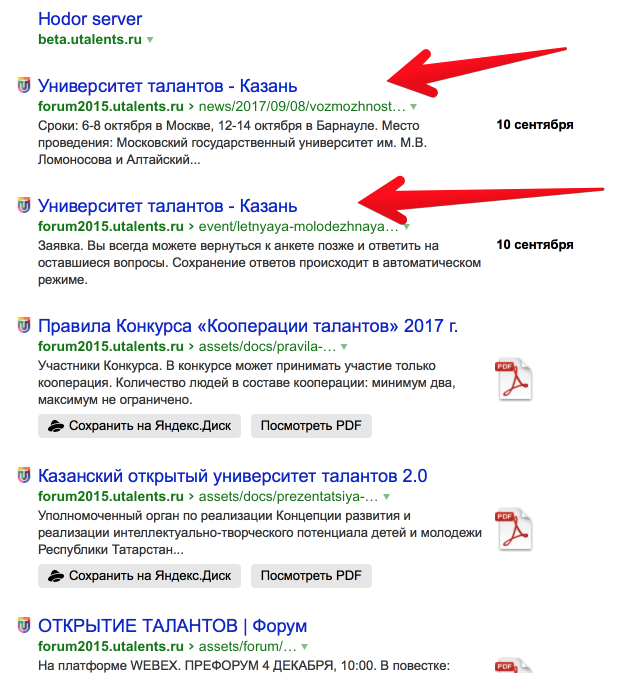 Hodor server
beta.utalents.ru
Университет талантов - Казань
forum2015.utalents.ru › news/2017/09/08/vozmozhnost…
Сроки: 6-8 октября в Москве, 12-14 октября в Барнауле. Место
проведения: Московский государственный университет им. М.В.
Ломоносова и Алтайский...
10 сентября
Университет талантов - Казань
forum2015.utalents.ru › event/letnyaya-molodezhnaya…
Заявка. Вы всегда можете вернуться к анкете позже и ответить на
оставшиеся вопросы. Сохранение ответов происходит в автоматическом
режиме.
10 сентября
Правила Конкурса «Кооперации талантов» 2017 г.
forum2015.utalents.ru › assets/docs/pravila-…
Участники Конкурса. В конкурсе может принимать участие только
кооперация. Количество людей в составе кооперации: минимум два,
максимум не ограничено.
PDF
Сохранить на Яндекс.Диск Посмотреть PDF
Казанский открытый университет талантов 2.0
forum2015.utalents.ru › assets/docs/prezentatsiya-…
Уполномоченный орган по реализации Концепции развития и
реализации интеллектуально-творческого потенциала детей и молодежи
Республики Татарстан...
PDF
Сохранить на Яндекс.Диск Посмотреть PDF
ОТКРЫТИЕ ТАЛАНТОВ | Форум
forum2015.utalents.ru › assets/forum/…
На платформе WEBEX. ПРЕФОРУМ 4 ДЕКАБРЯ, 10:00. В повестке:
PDF